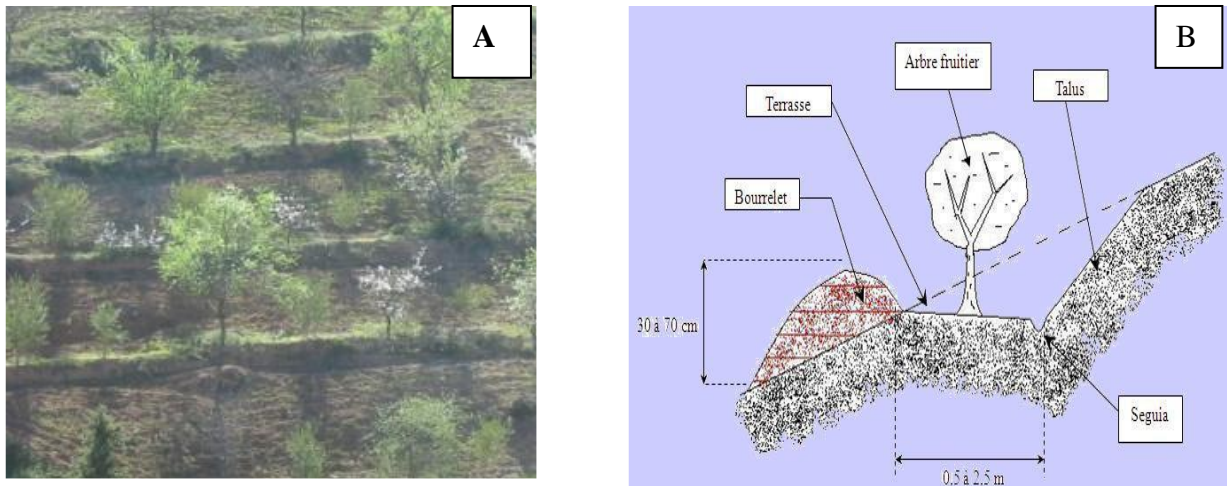 A
B
Arbre fruitier
Talus
Terrasse
Bourrelet
30 à 70 cm
Seguia
0.5 à 2.5 m